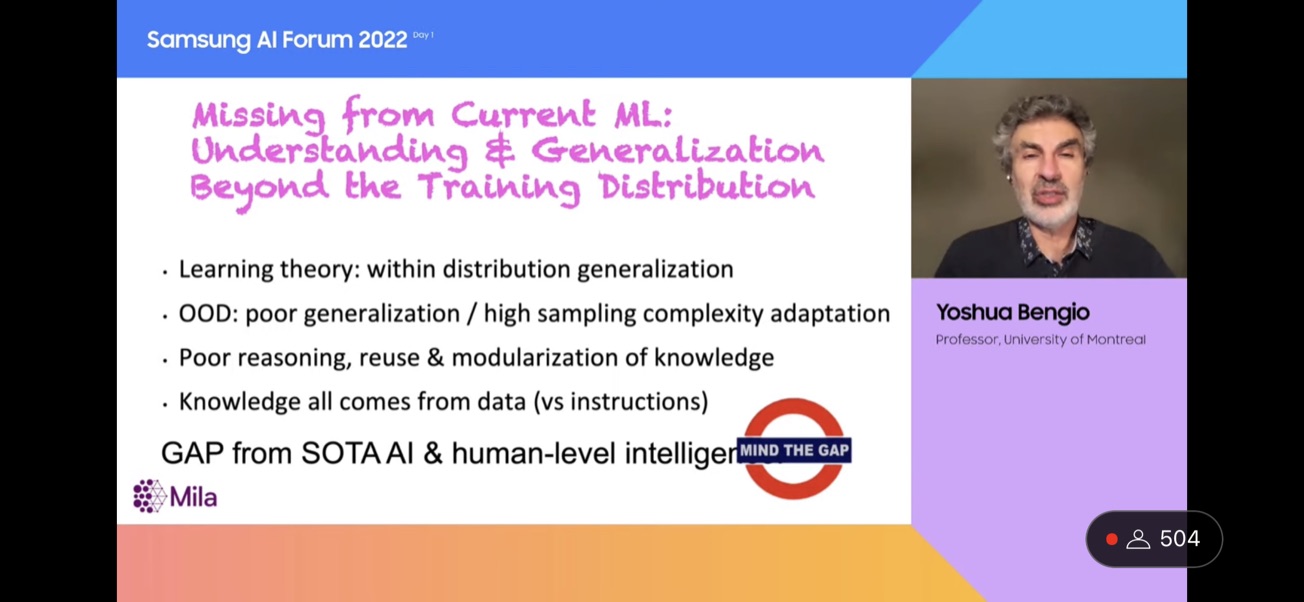 Samsung AI Forum 2022 Day 1
Missing from Current ML:
Understanding & Generalization
Beyond the Training Distribution
· Learning theory: within distribution generalization
· OOD: poor generalization / high sampling complexity adaptation
· Poor reasoning, reuse & modularization of knowledge
· Knowledge all comes from data (vs instructions)
GAP from SOTA AI & human-level
MIND THE GAP
Mila
Yoshua Bengio
Professor, University of Montreal
504